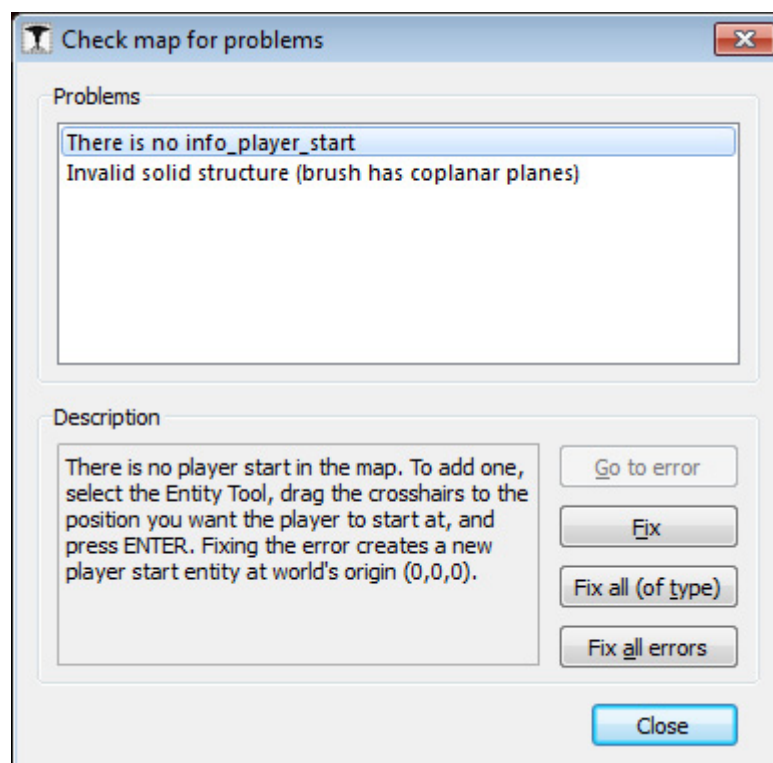 Check map for problems
Problems
There is no info_player_start
Invalid solid structure (brush has coplanar planes)
Description
There is no player start in the map. To add one,
select the Entity Tool, drag the crosshairs to the
position you want the player to start at, and
press ENTER. Fixing the error creates a new
player start entity at world's origin (0,0,0).
Go to error
Fix
Fix all (of type)
Fix all errors
Close